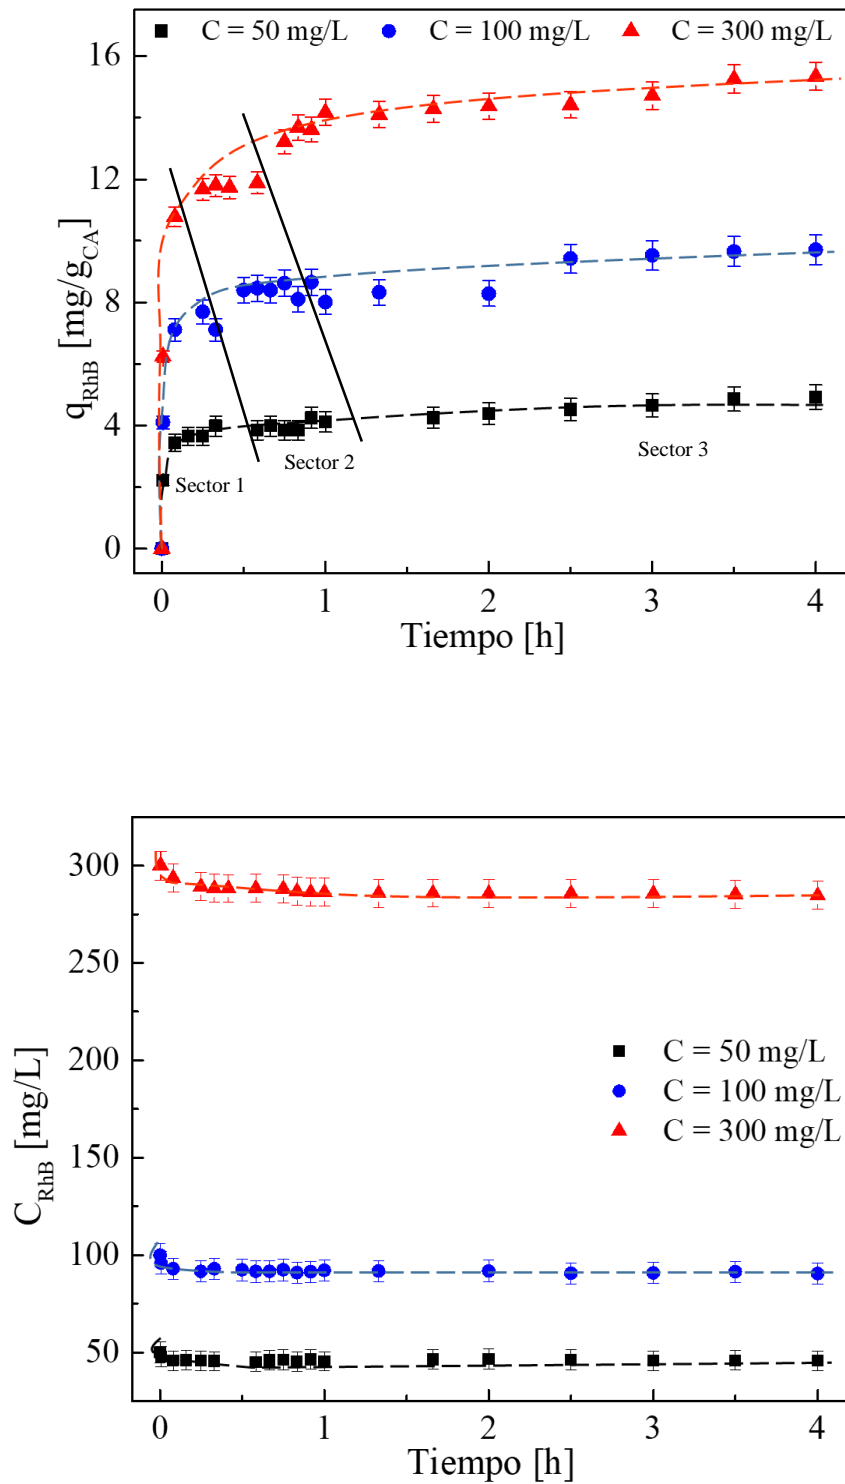 C = 50 mg/L C = 100 mg/L C = 300 mg/L
16
12
8
4
0
q_RhB [mg/g_CA]
Sector 1
Sector 2
Sector 3
0 1 2 3 4
Tiempo [h]
300
250
200
150
100
50
C_RhB [mg/L]
C = 50 mg/L
C = 100 mg/L
C = 300 mg/L
0 1 2 3 4
Tiempo [h]